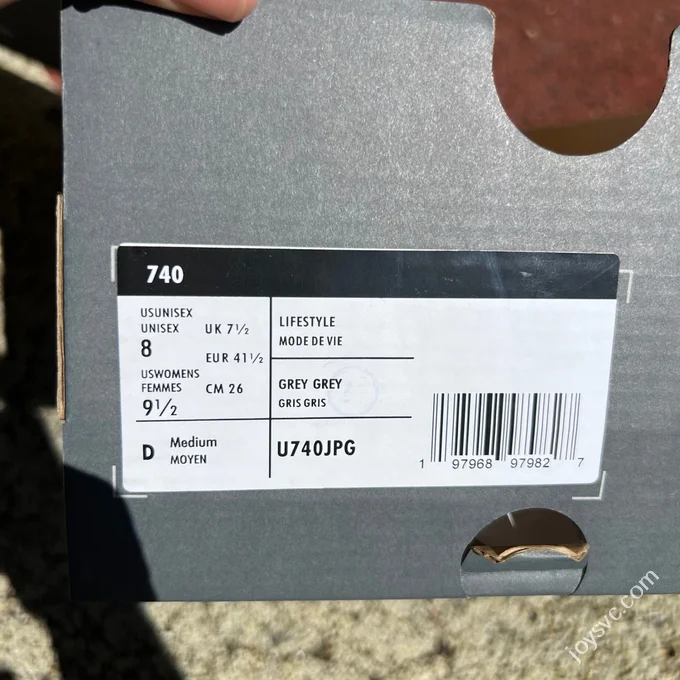 740
USUNISEX
UNISEX
8
UK 7½
EUR 41½
USWOMENS
FEMMES
9½
CM 26
LIFESTYLE
MODE DE VIE
GREY GREY
GRIS GRIS
D Medium
MOYEN
U740JPG
1 97968 97982 7
joysvc.com